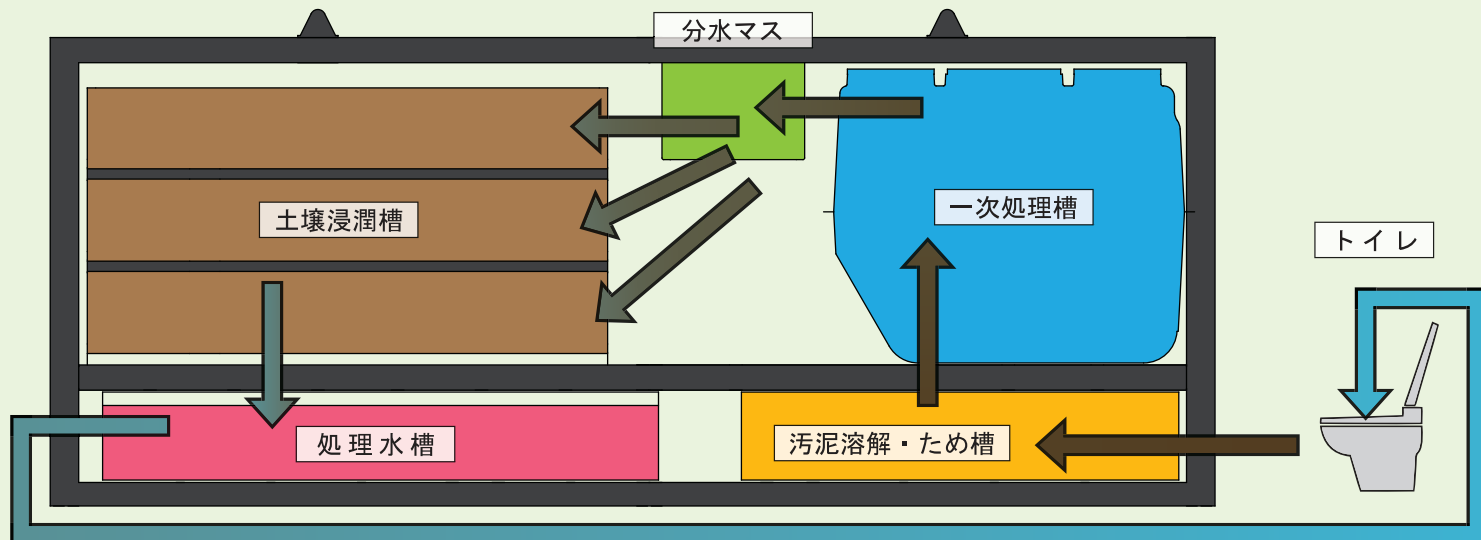 分水マス
一次処理槽
土壌浸潤槽
トイレ
処理水槽
汚泥溶解・ため槽